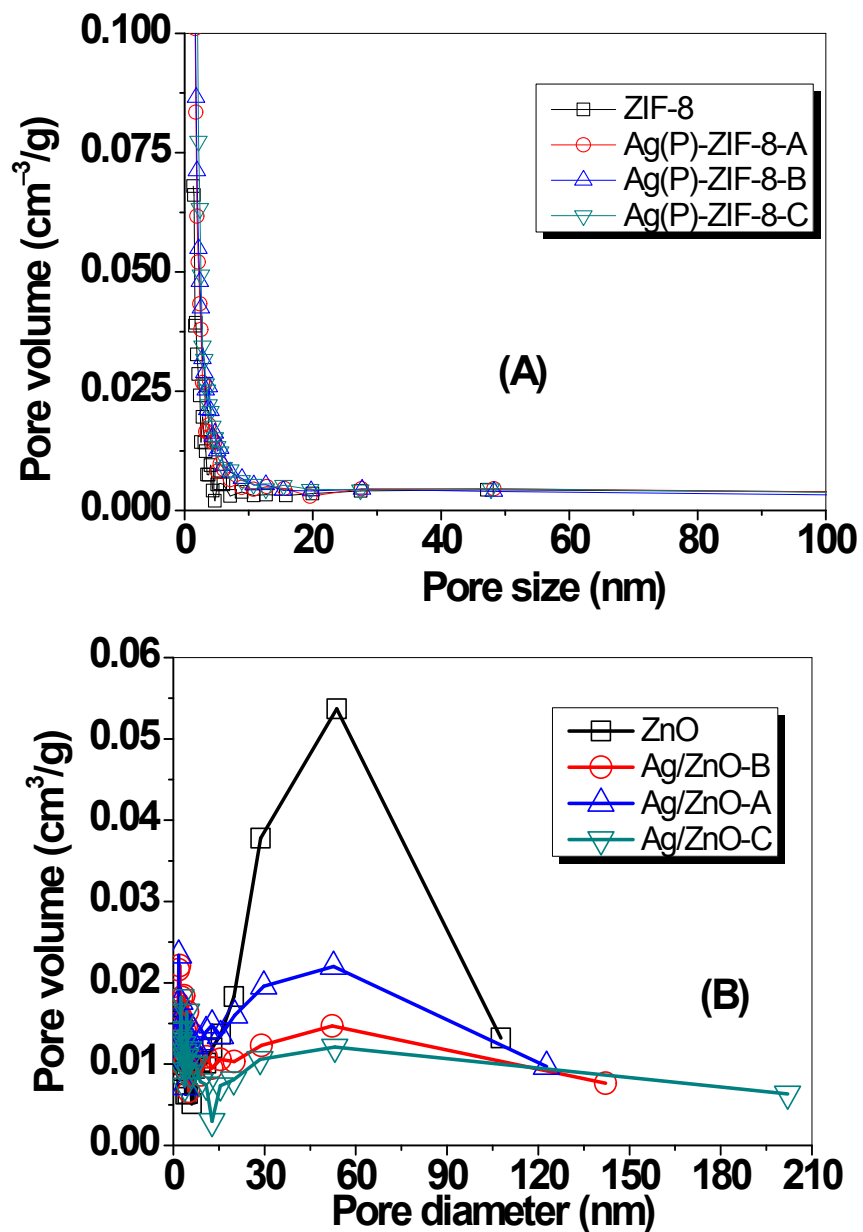 0.100
0.075
0.050
0.025
0.000
Pore volume (cm⁻³/g)
ZIF-8
Ag(P)-ZIF-8-A
Ag(P)-ZIF-8-B
Ag(P)-ZIF-8-C
(A)
0 20 40 60 80 100
Pore size (nm)
0.06
0.05
0.04
0.03
0.02
0.01
0.00
Pore volume (cm³/g)
ZnO
Ag/ZnO-B
Ag/ZnO-A
Ag/ZnO-C
(B)
0 30 60 90 120 150 180 210
Pore diameter (nm)